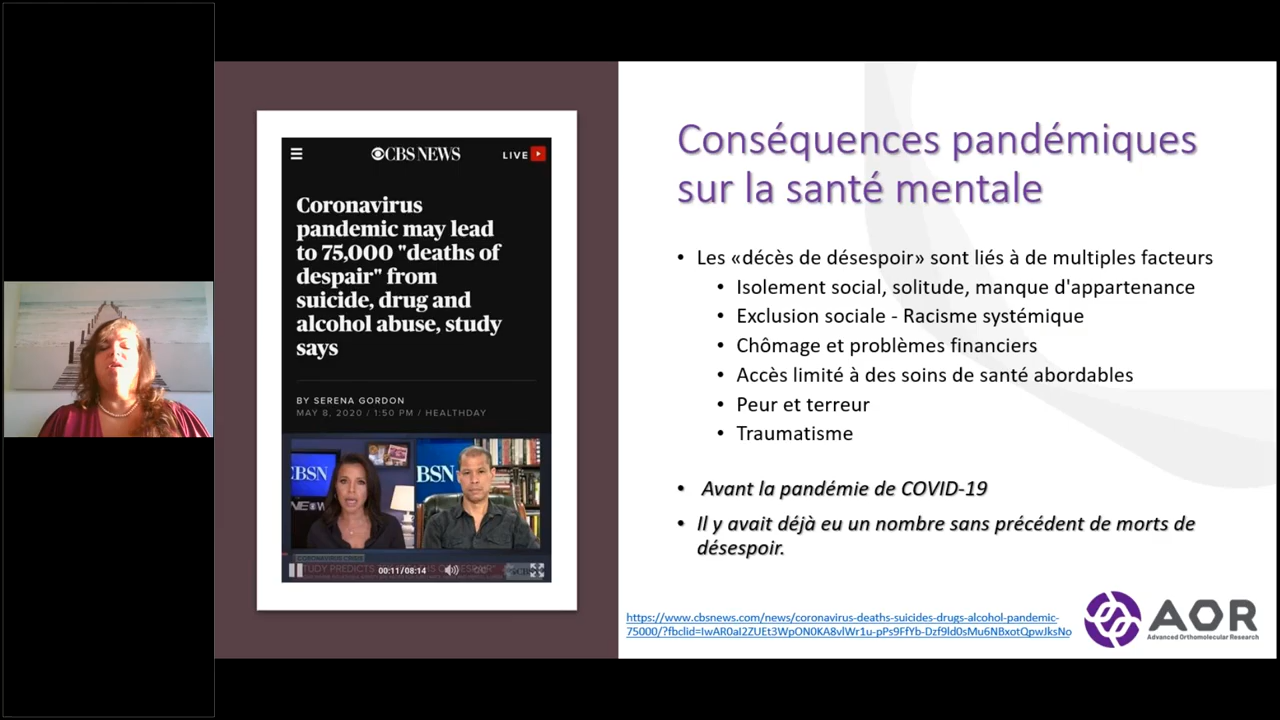 CBS NEWS
LIVE
Coronavirus
pandemic may lead
to 75,000 "deaths of
despair" from
suicide, drug and
alcohol abuse, study
says
BY SERENA GORDON
MAY 8, 2020 / 1:50 PM / HEALTHDAY
CBSN
BSN
00:11/08:14
Conséquences pandémiques
sur la santé mentale
• Les «décès de désespoir» sont liés à de multiples facteurs
• Isolement social, solitude, manque d'appartenance
• Exclusion sociale - Racisme systémique
• Chômage et problèmes financiers
• Accès limité à des soins de santé abordables
• Peur et terreur
• Traumatisme
• Avant la pandémie de COVID-19
• Il y avait déjà eu un nombre sans précédent de morts de
désespoir.
https://www.cbsnews.com/news/coronavirus-deaths-suicides-drugs-alcohol-pandemic-
75000/?fbclid=IwAR0aI2ZUEt3WpON0KA8vlWr1u-pPs9FfYb-Dzf9ld0sMu6NBxotQpwJksNo
AOR
Advanced Orthomolecular Research